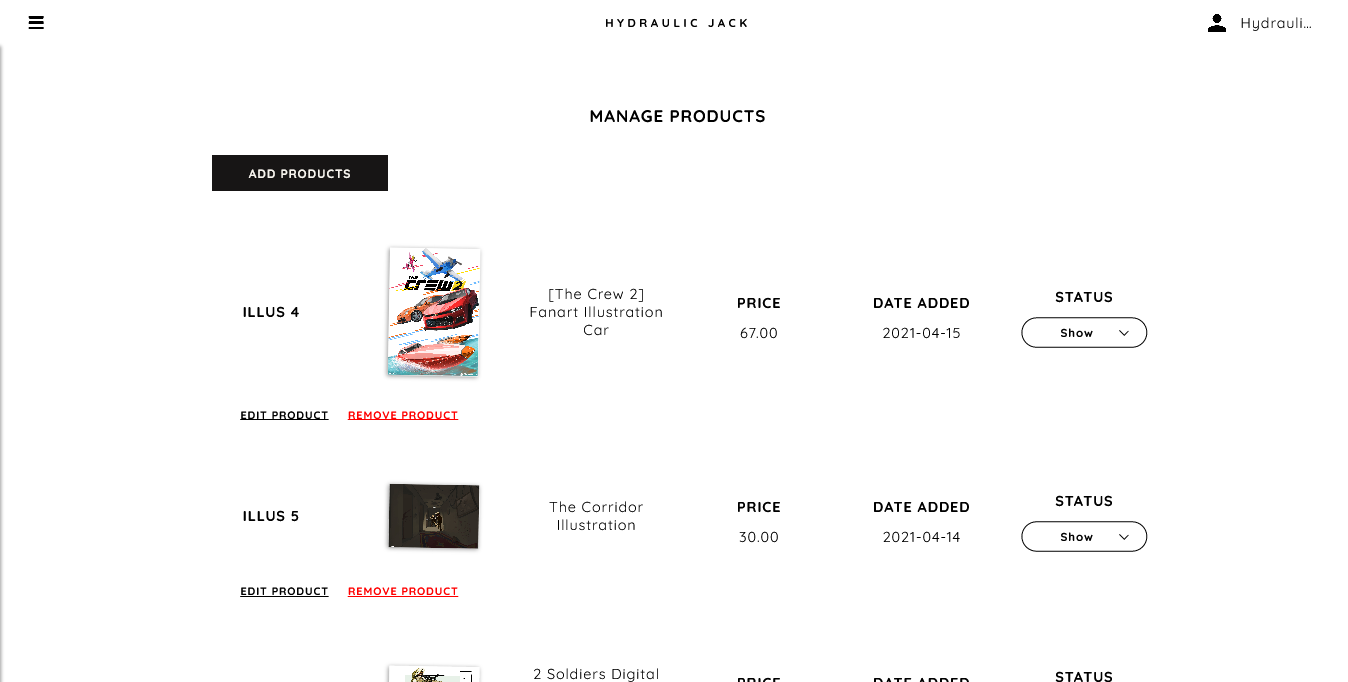 HYDRAULIC JACK
Hydrauli...
MANAGE PRODUCTS
ADD PRODUCTS
ILLUS 4
THE CREW 2
[The Crew 2]
Fanart Illustration
Car
PRICE
67.00
DATE ADDED
2021-04-15
STATUS
Show
EDIT PRODUCT
REMOVE PRODUCT
ILLUS 5
The Corridor
Illustration
PRICE
30.00
DATE ADDED
2021-04-14
STATUS
Show
EDIT PRODUCT
REMOVE PRODUCT
2 Soldiers Digital
PRICE
DATE ADDED
STATUS